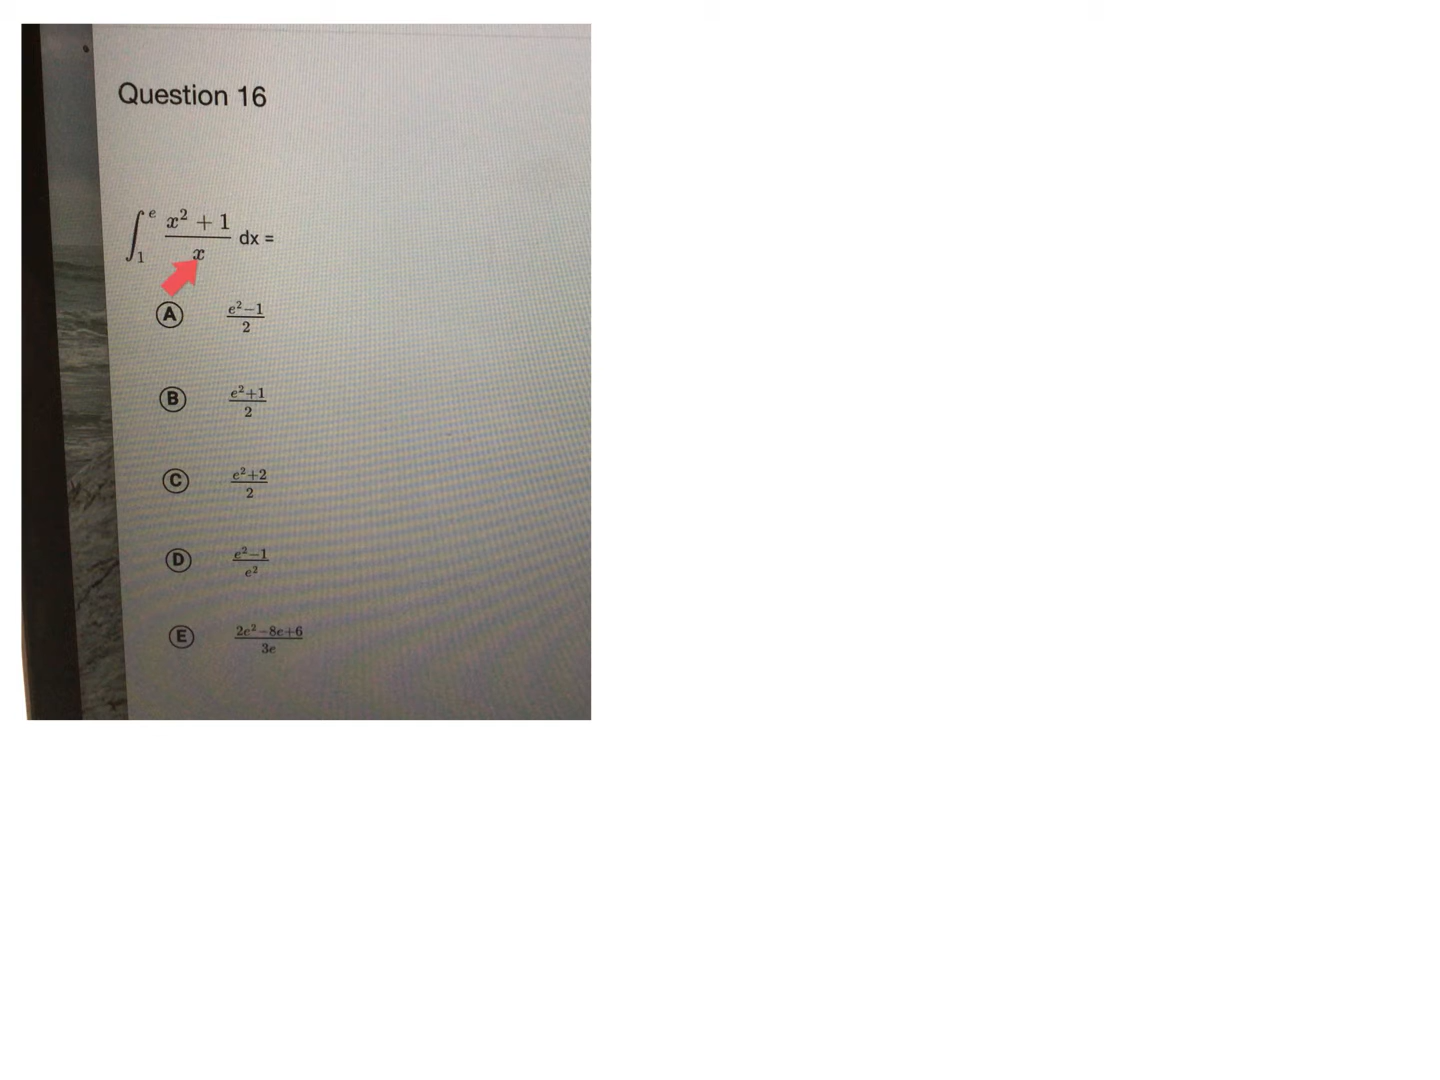 Question 16
∫₁ᵉ (x² + 1)/x dx =
A (e²−1)/2
B (e²+1)/2
C (e²+2)/2
D (e²−1)/e²
E (2e²−8e+6)/3e